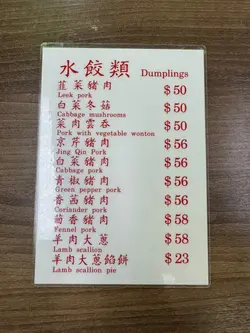 水餃類 Dumplings
韮菜豬肉 $50
Leek pork
白菜冬菇 $50
Cabbage mushrooms
菜肉雲吞 $50
Pork with vegetable wonton
京芹豬肉 $56
Jing Qin Pork
白菜豬肉 $56
Cabbage pork
青椒豬肉 $56
Green pepper pork
香茜豬肉 $56
Coriander pork
茴香豬肉 $58
Fennel pork
羊肉大蔥 $58
Lamb scallion
羊肉大蔥餡餅 $23
Lamb scallion pie